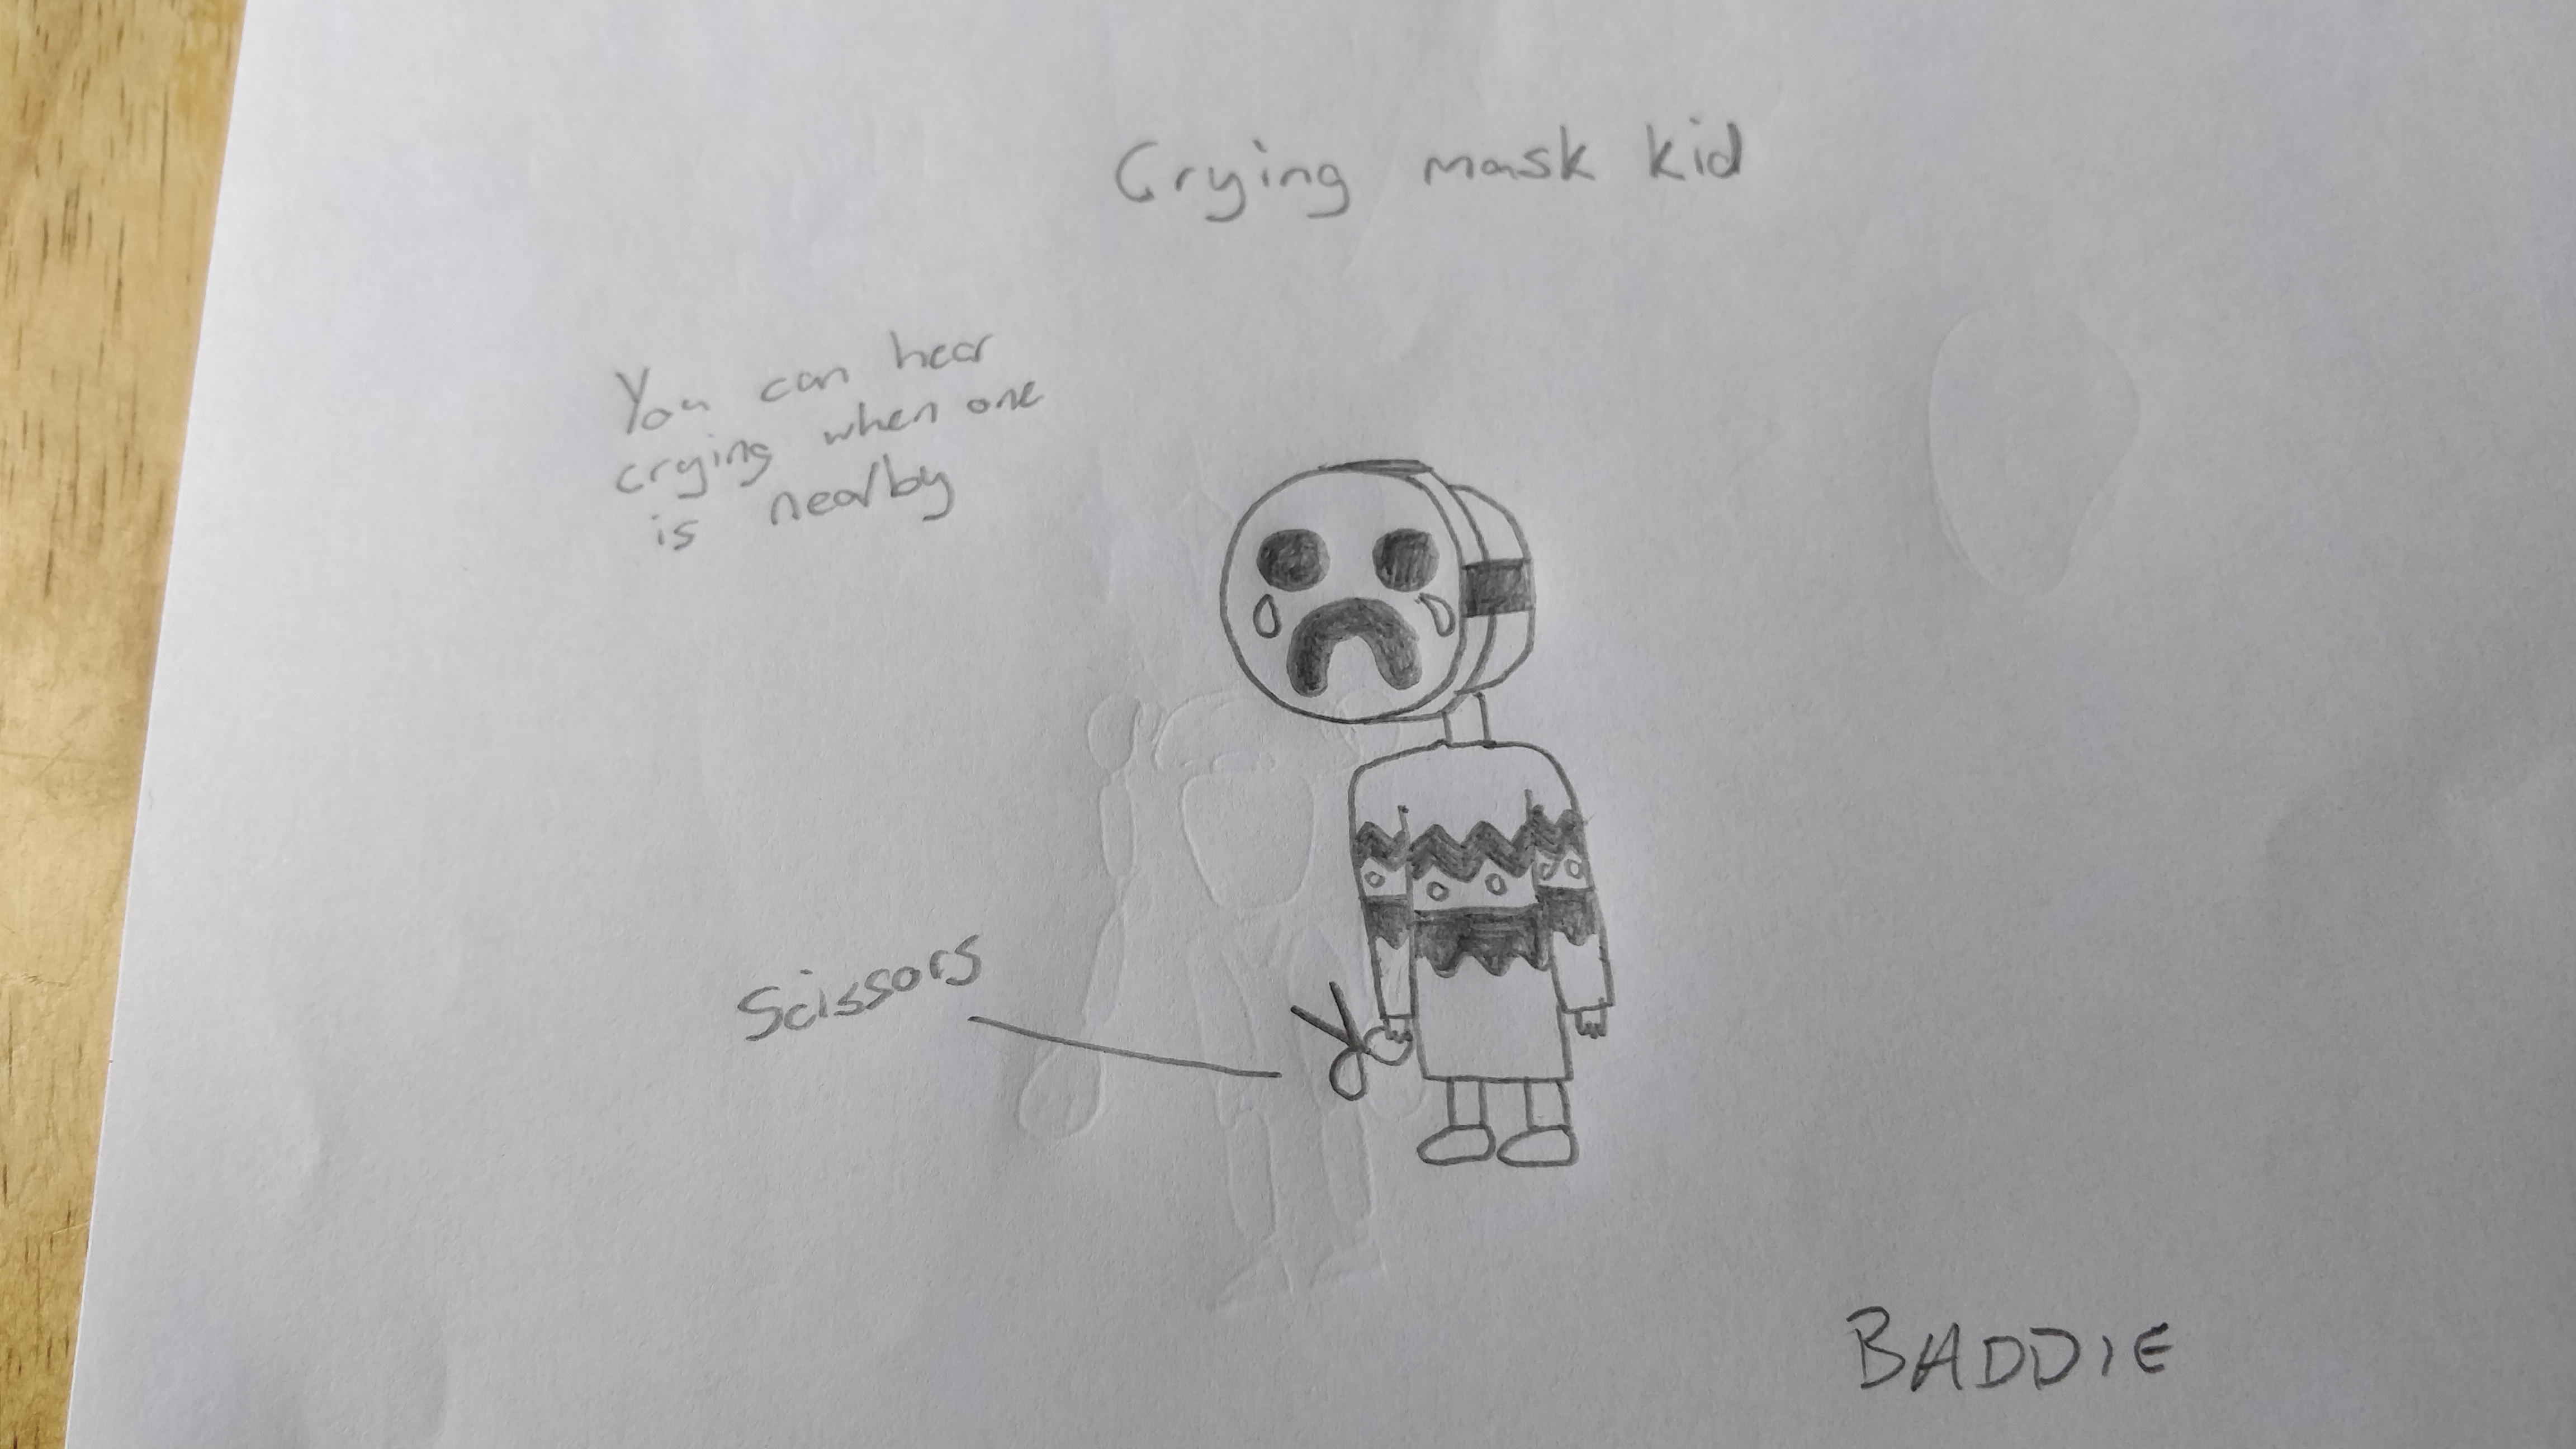 Crying mask kid
You can hear
crying when one
is nearby
Scissors
BADDIE